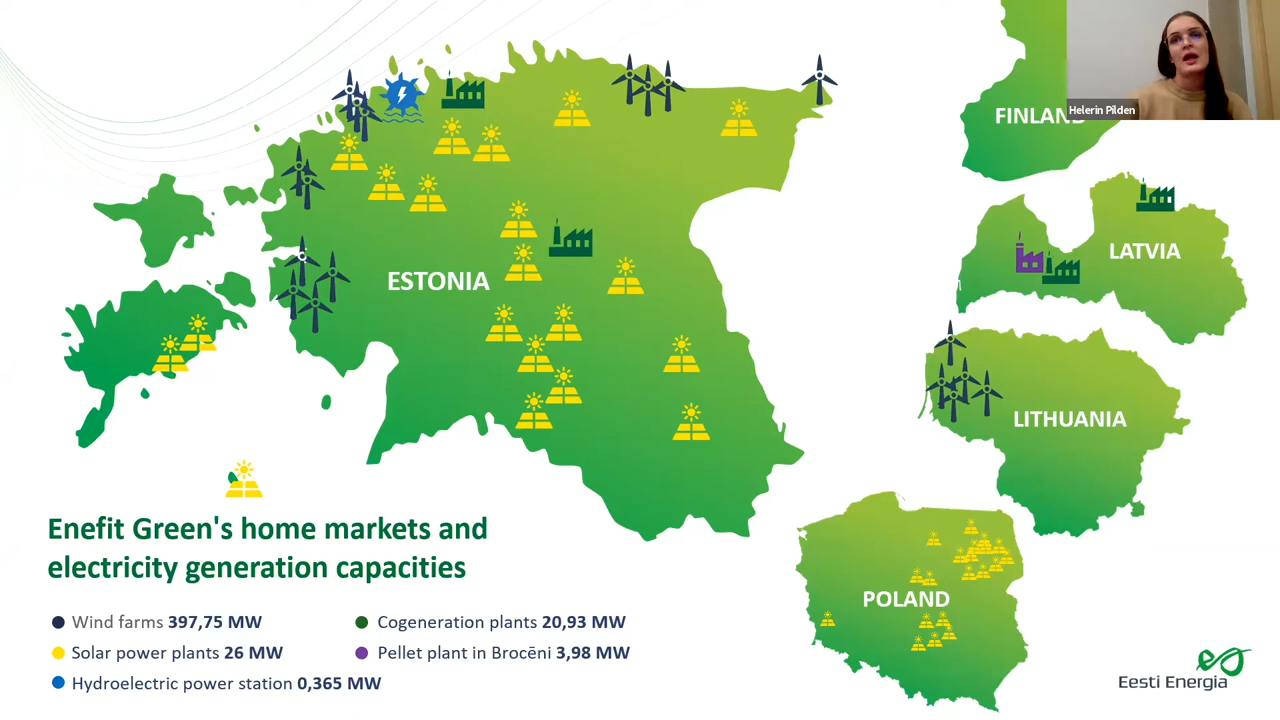 FINLAND
Helerin Pilden
LATVIA
ESTONIA
LITHUANIA
POLAND
Enefit Green's home markets and
electricity generation capacities
Wind farms 397,75 MW
Cogeneration plants 20,93 MW
Solar power plants 26 MW
Pellet plant in Brocēni 3,98 MW
Hydroelectric power station 0,365 MW
Eesti Energia